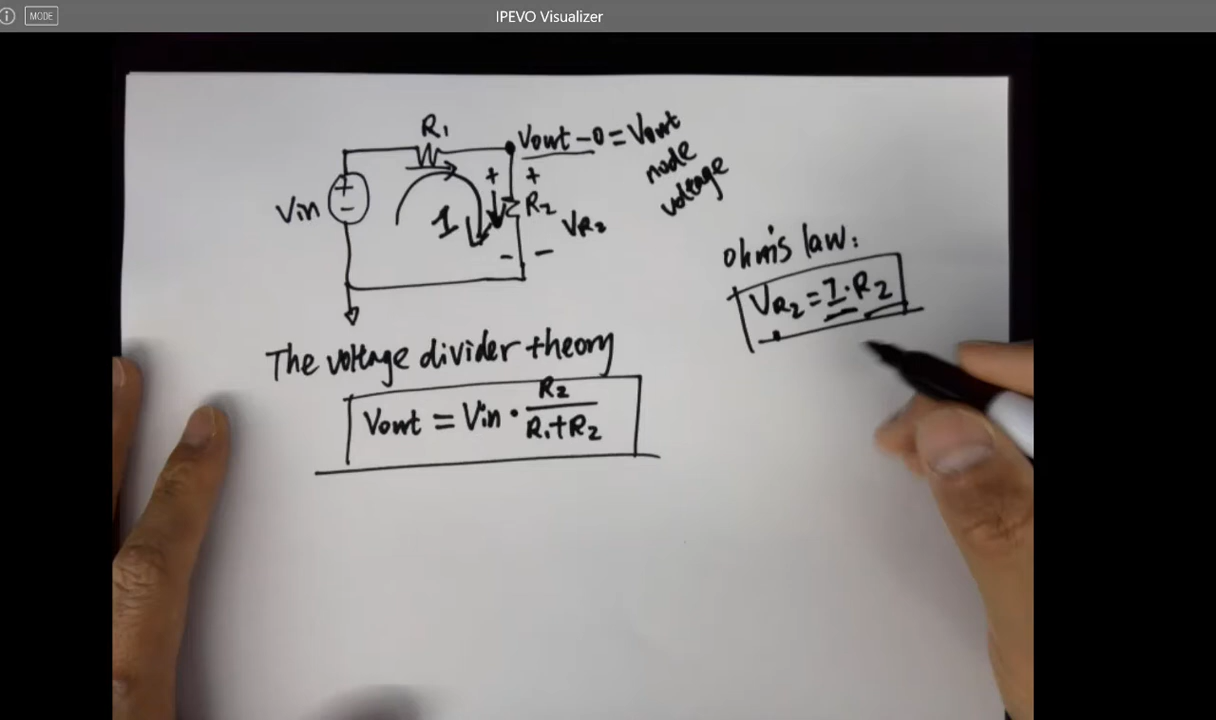 MODE
IPEVO Visualizer
R1
Vout - 0 = Vout
node
voltage
+
-
Vin
I
+
+
R2
VR2
-
-
ohm's law:
VR2 = I · R2
The voltage divider theory
Vout = Vin · R2 / R1+R2